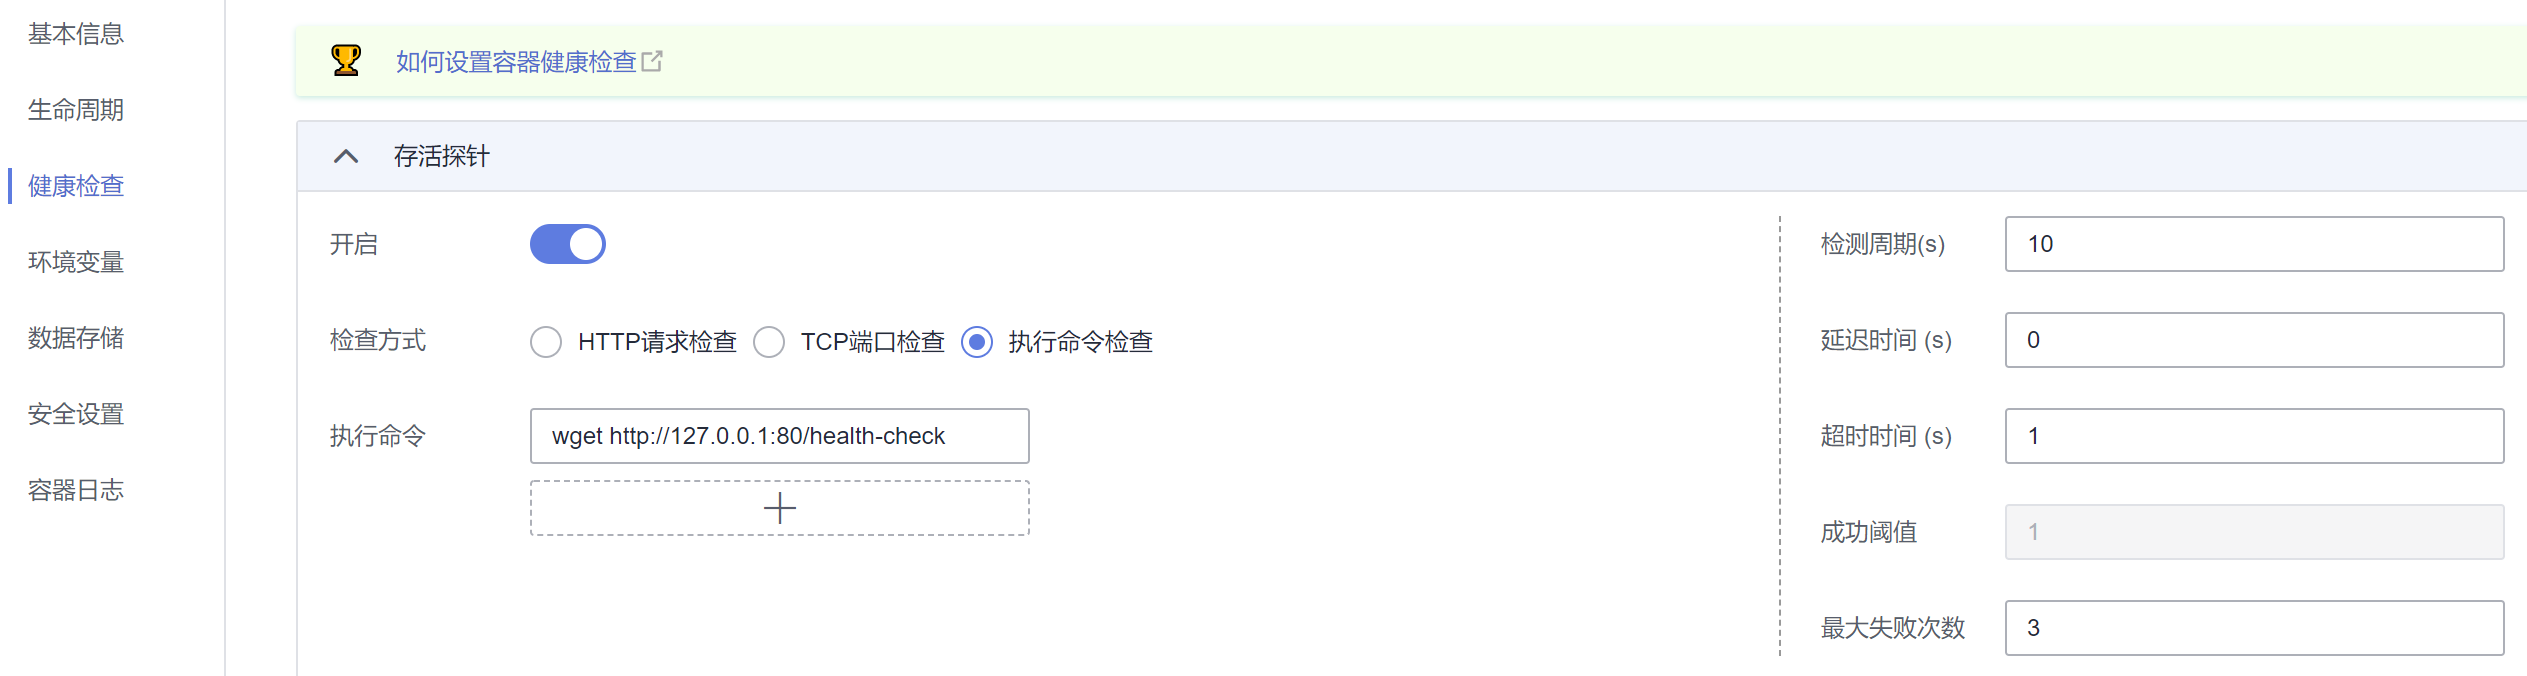 基本信息
生命周期
健康检查
环境变量
数据存储
安全设置
容器日志
如何设置容器健康检查
存活探针
开启
检查方式
HTTP请求检查 TCP端口检查 执行命令检查
执行命令
wget http://127.0.0.1:80/health-check
检测周期(s) 10
延迟时间 (s) 0
超时时间 (s) 1
成功阈值 1
最大失败次数 3